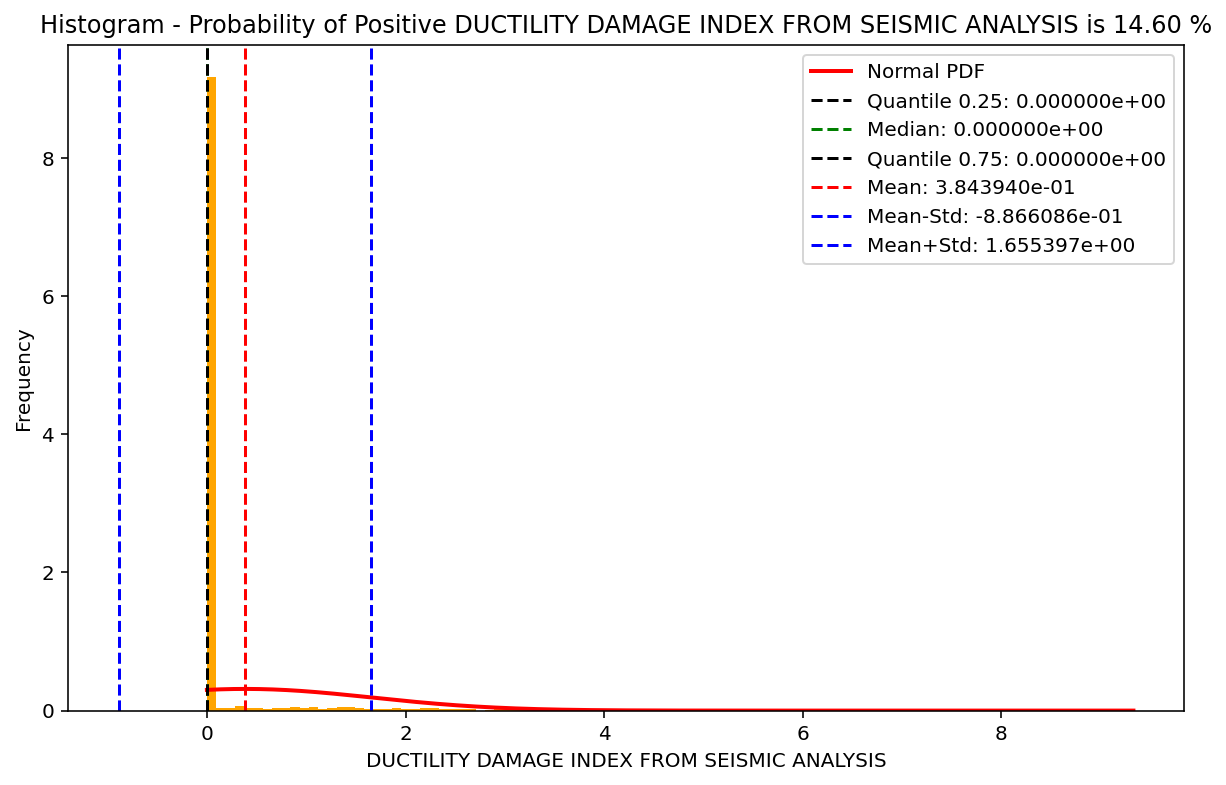 Histogram - Probability of Positive DUCTILITY DAMAGE INDEX FROM SEISMIC ANALYSIS is 14.60 %
Normal PDF
Quantile 0.25: 0.000000e+00
Median: 0.000000e+00
Quantile 0.75: 0.000000e+00
Mean: 3.843940e-01
Mean-Std: -8.866086e-01
Mean+Std: 1.655397e+00
8
6
4
2
0
Frequency
0 2 4 6 8
DUCTILITY DAMAGE INDEX FROM SEISMIC ANALYSIS